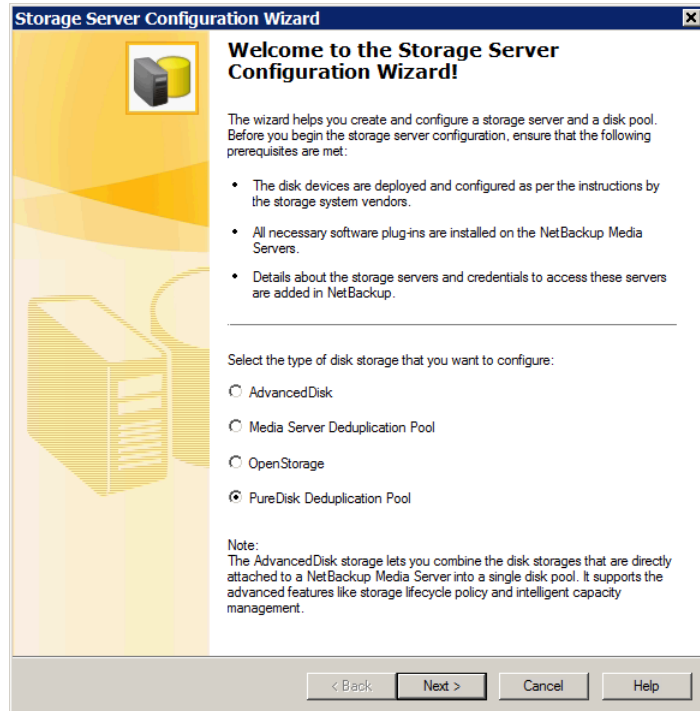 Storage Server Configuration Wizard
Welcome to the Storage Server
Configuration Wizard!
The wizard helps you create and configure a storage server and a disk pool.
Before you begin the storage server configuration, ensure that the following
prerequisites are met:
• The disk devices are deployed and configured as per the instructions by
the storage system vendors.
• All necessary software plug-ins are installed on the NetBackup Media
Servers.
• Details about the storage servers and credentials to access these servers
are added in NetBackup.
Select the type of disk storage that you want to configure:
AdvancedDisk
Media Server Deduplication Pool
OpenStorage
PureDisk Deduplication Pool
Note:
The AdvancedDisk storage lets you combine the disk storages that are directly
attached to a NetBackup Media Server into a single disk pool. It supports the
advanced features like storage lifecycle policy and intelligent capacity
management.
< Back Next > Cancel Help